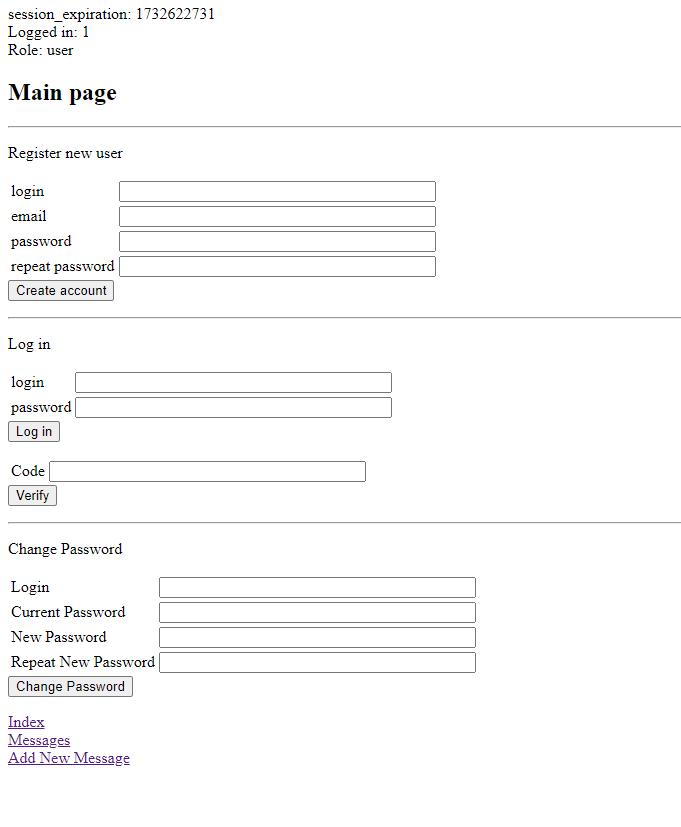 session_expiration: 1732622731
Logged in: 1
Role: user
Main page
Register new user
login
email
password
repeat password
Create account
Log in
login
password
Log in
Code
Verify
Change Password
Login
Current Password
New Password
Repeat New Password
Change Password
Index
Messages
Add New Message